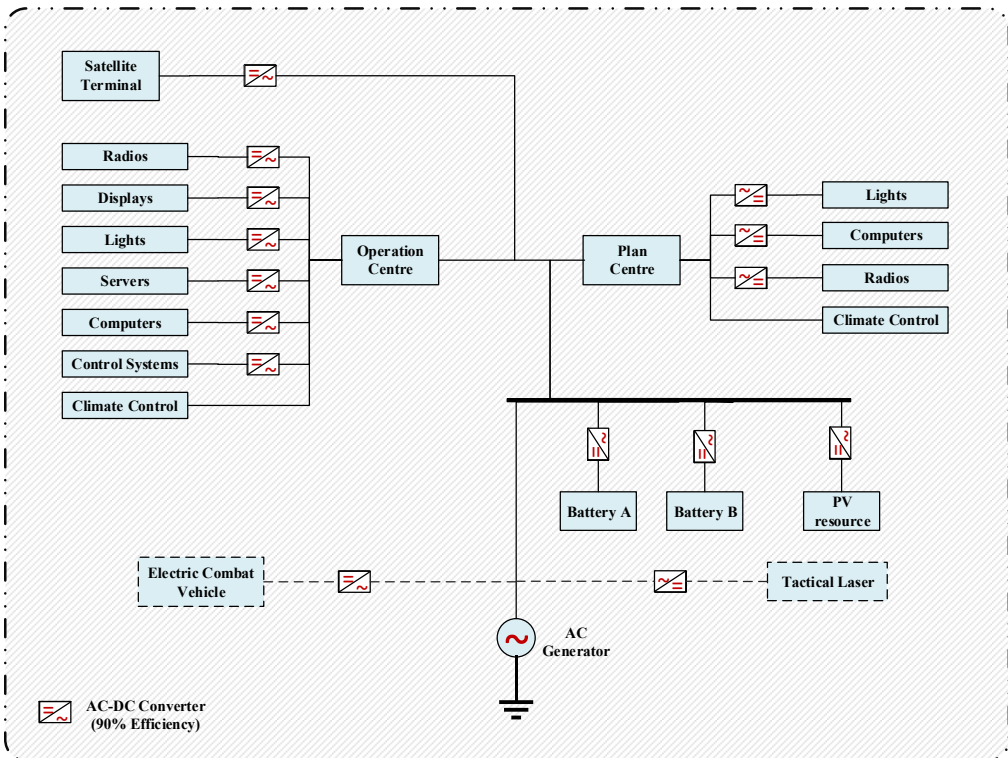 Satellite
Terminal
Radios
Displays
Lights
Servers
Computers
Control Systems
Climate Control
Operation
Centre
Plan
Centre
Lights
Computers
Radios
Climate Control
Battery A
Battery B
PV
resource
Electric Combat
Vehicle
Tactical Laser
AC
Generator
AC-DC Converter
(90% Efficiency)